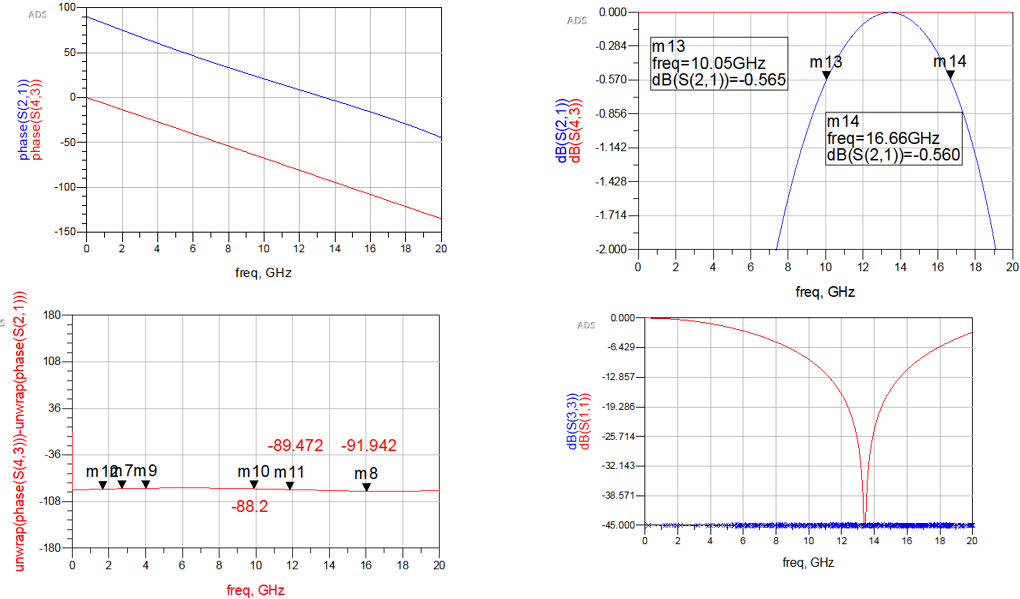 ADS
100
50
0
-50
-100
-150
0 2 4 6 8 10 12 14 16 18 20
freq, GHz
phase(S(2,1))
phase(S(4,3))
ADS
0.000
-0.284
-0.570
-0.856
-1.142
-1.428
-1.714
-2.000
0 2 4 6 8 10 12 14 16 18 20
freq, GHz
dB(S(2,1))
dB(S(4,3))
m13
freq=10.05GHz
dB(S(2,1))=-0.565
m13
m14
m14
freq=16.66GHz
dB(S(2,1))=-0.560
180
108
36
-36
-108
-180
0 2 4 6 8 10 12 14 16 18 20
freq, GHz
unwrap(phase(S(4,3)))-unwrap(phase(S(2,1)))
-89.472 -91.942
m7 m9 m10 m11 m8
-88.2
ADS
0.000
-6.429
-12.857
-19.286
-25.714
-32.143
-38.571
-45.000
0 2 4 6 8 10 12 14 16 18 20
freq, GHz
dB(S(3,3))
dB(S(1,1))